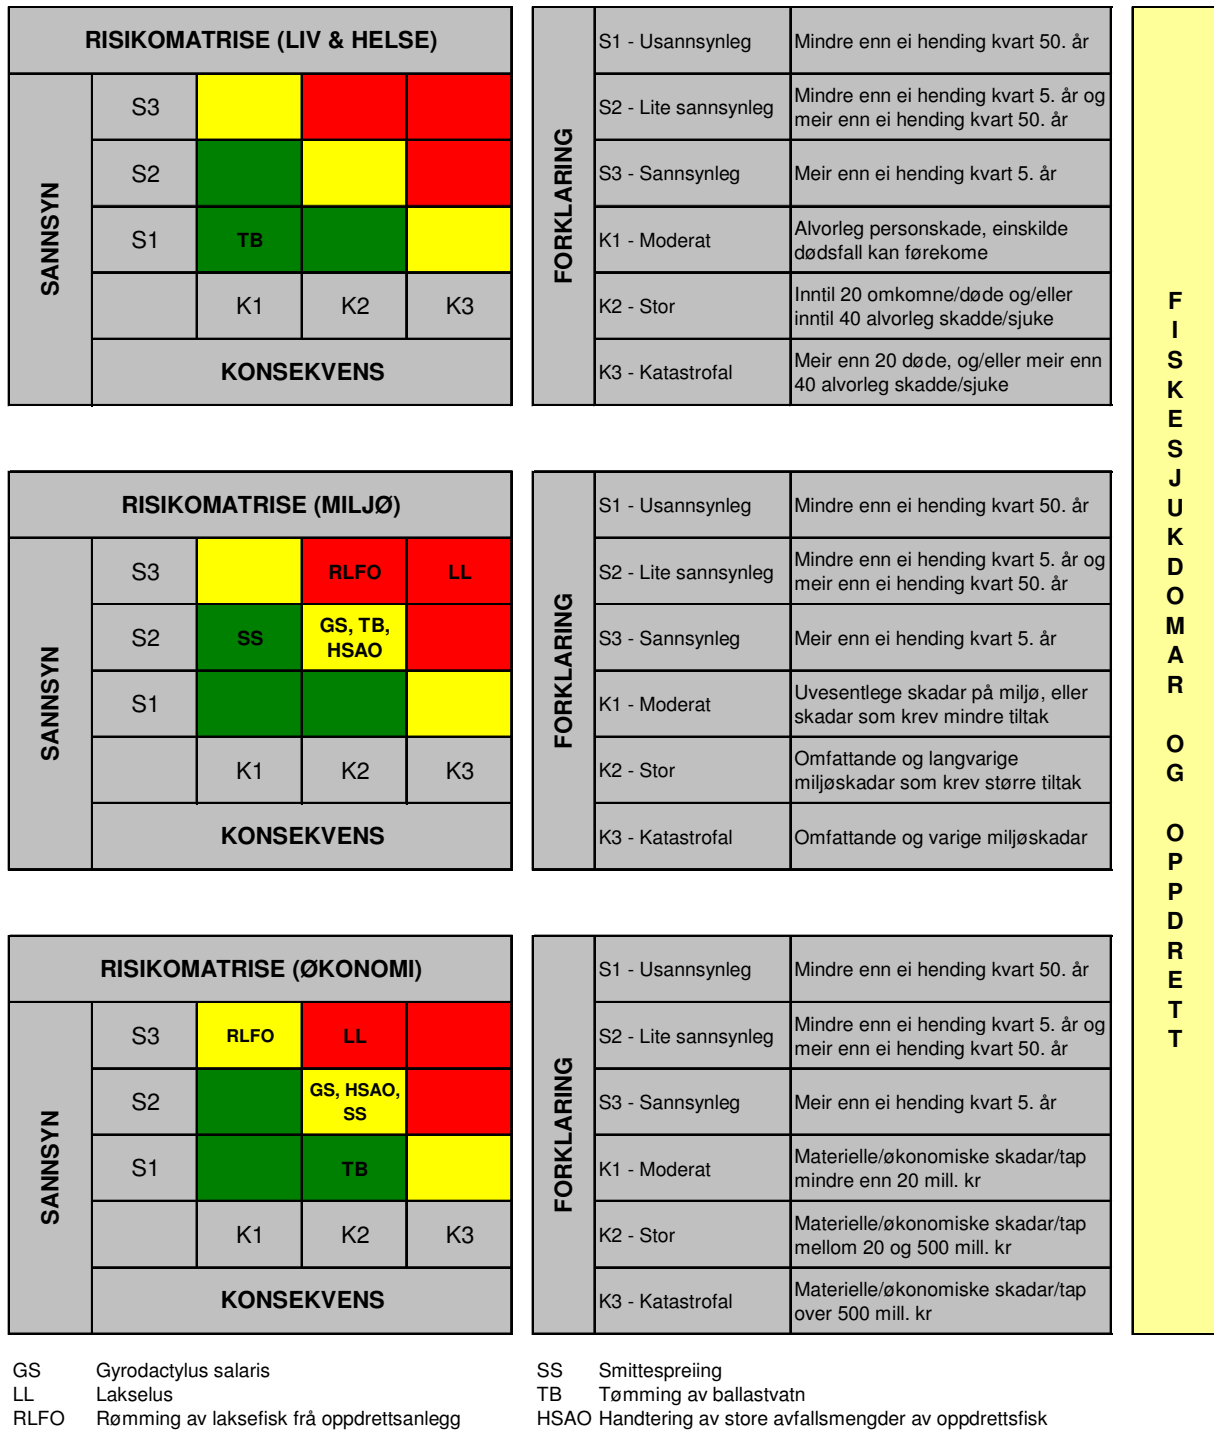 RISIKOMATRISE (LIV & HELSE)
SANNSYN
S3
S2
S1 TB
K1 K2 K3
KONSEKVENS
FORKLARING
S1 - Usannsynleg Mindre enn ei hending kvart 50. år
S2 - Lite sannsynleg Mindre enn ei hending kvart 5. år og
meir enn ei hending kvart 50. år
S3 - Sannsynleg Meir enn ei hending kvart 5. år
K1 - Moderat Alvorleg personskade, einskilde
dødsfall kan førekome
K2 - Stor Inntil 20 omkomne/døde og/eller
inntil 40 alvorleg skadde/sjuke
K3 - Katastrofal Meir enn 20 døde, og/eller meir enn
40 alvorleg skadde/sjuke
RISIKOMATRISE (MILJØ)
SANNSYN
S3 RLFO LL
S2 SS GS, TB,
HSAO
S1
K1 K2 K3
KONSEKVENS
FORKLARING
S1 - Usannsynleg Mindre enn ei hending kvart 50. år
S2 - Lite sannsynleg Mindre enn ei hending kvart 5. år og
meir enn ei hending kvart 50. år
S3 - Sannsynleg Meir enn ei hending kvart 5. år
K1 - Moderat Uvesentlege skadar på miljø, eller
skadar som krev mindre tiltak
K2 - Stor Omfattande og langvarige
miljøskadar som krev større tiltak
K3 - Katastrofal Omfattande og varige miljøskadar
RISIKOMATRISE (ØKONOMI)
SANNSYN
S3 RLFO LL
S2 GS, HSAO,
SS
S1 TB
K1 K2 K3
KONSEKVENS
FORKLARING
S1 - Usannsynleg Mindre enn ei hending kvart 50. år
S2 - Lite sannsynleg Mindre enn ei hending kvart 5. år og
meir enn ei hending kvart 50. år
S3 - Sannsynleg Meir enn ei hending kvart 5. år
K1 - Moderat Materielle/økonomiske skadar/tap
mindre enn 20 mill. kr
K2 - Stor Materielle/økonomiske skadar/tap
mellom 20 og 500 mill. kr
K3 - Katastrofal Materielle/økonomiske skadar/tap
over 500 mill. kr
FISKESJUKDOMAR OG OPPDRETT
GS Gyrodactylus salaris
LL Lakselus
RLFO Rømming av laksefisk frå oppdrettsanlegg
SS Smittespreiing
TB Tømming av ballastvatn
HSAO Handtering av store avfallsmengder av oppdrettsfisk